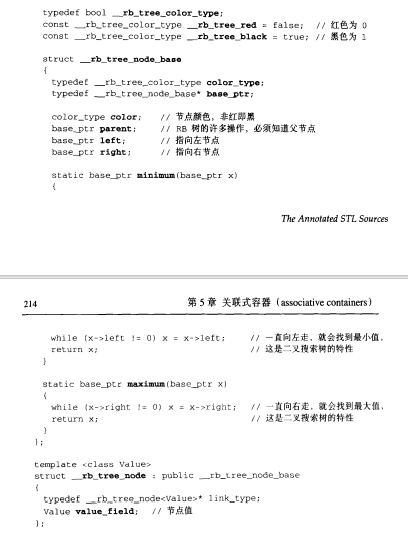 typedef bool __rb_tree_color_type;
const __rb_tree_color_type __rb_tree_red = false;  // 红色为 0
const __rb_tree_color_type __rb_tree_black = true; // 黑色为 1
struct __rb_tree_node_base
{
typedef __rb_tree_color_type color_type;
typedef __rb_tree_node_base* base_ptr;
color_type color;  // 节点颜色，非红即黑
base_ptr parent;  // RB 树的许多操作，必须知道父节点
base_ptr left;  // 指向左节点
base_ptr right;  // 指向右节点
static base_ptr minimum(base_ptr x)
{
The Annotated STL Sources
214 第 5 章 关联式容器（associative containers）
while (x->left != 0) x = x->left;  // 一直向左走，就会找到最小值，
return x;  // 这是二叉搜索树的特性
}
static base_ptr maximum(base_ptr x)
{
while (x->right != 0) x = x->right;  // 一直向右走，就会找到最大值，
return x;  // 这是二叉搜索树的特性
}
};
template <class Value>
struct __rb_tree_node : public __rb_tree_node_base
{
typedef __rb_tree_node<Value>* link_type;
Value value_field;  // 节点值
};